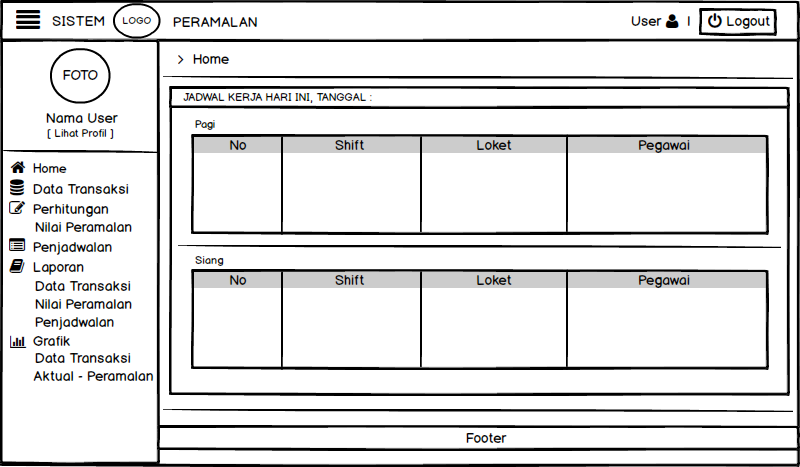 SISTEM LOGO PERAMALAN
User | Logout
FOTO
Nama User
[ Lihat Profil ]
Home
Data Transaksi
Perhitungan
Nilai Peramalan
Penjadwalan
Laporan
Data Transaksi
Nilai Peramalan
Penjadwalan
Grafik
Data Transaksi
Aktual - Peramalan
> Home
JADWAL KERJA HARI INI, TANGGAL :
Pagi
No Shift Loket Pegawai
Siang
No Shift Loket Pegawai
Footer